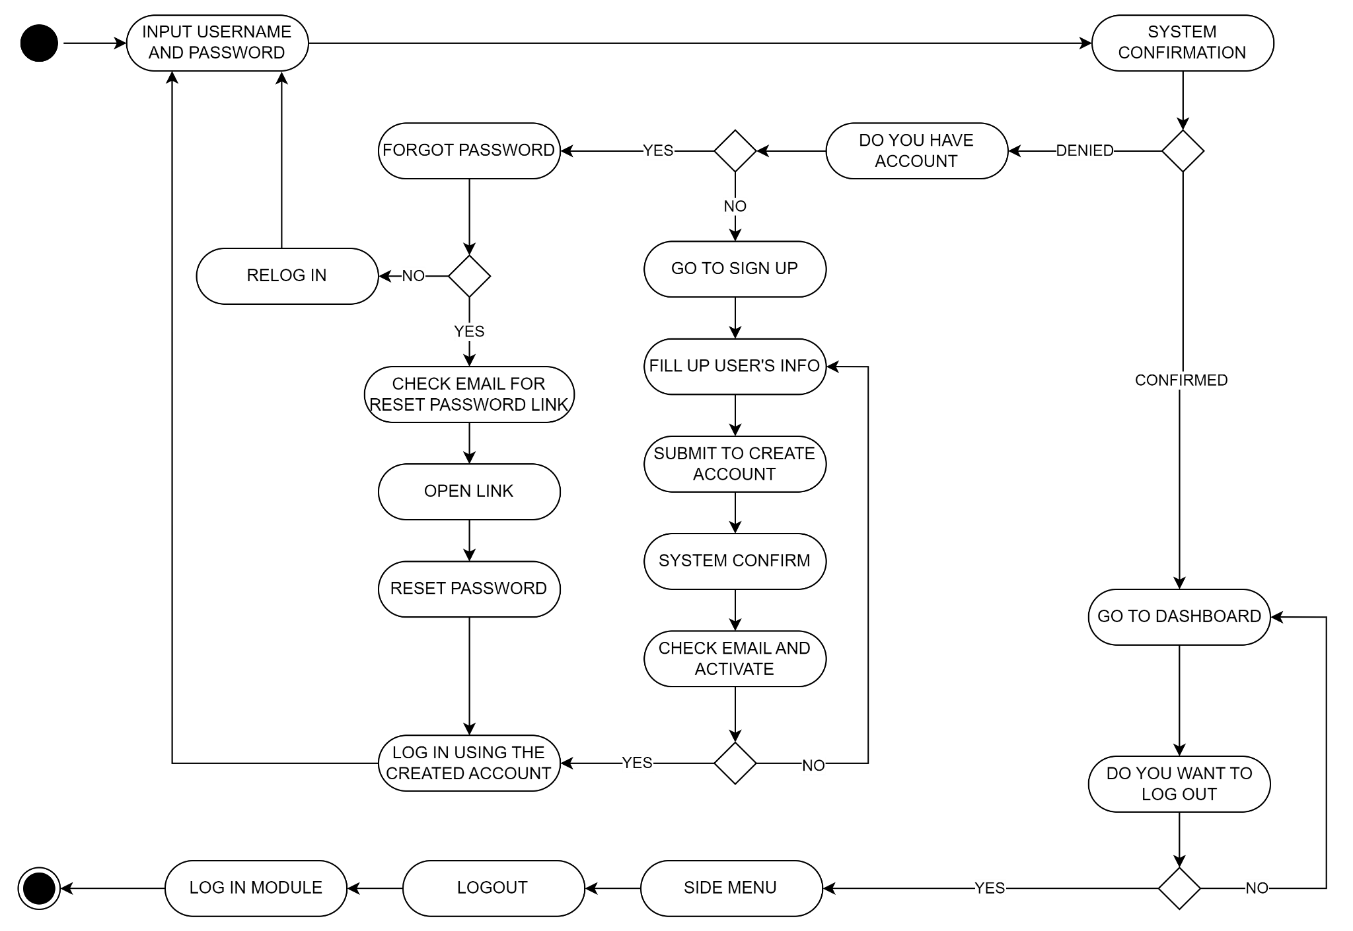 INPUT USERNAME
AND PASSWORD
SYSTEM
CONFIRMATION
FORGOT PASSWORD
YES
DO YOU HAVE
ACCOUNT
DENIED
NO
GO TO SIGN UP
RELOG IN
NO
YES
FILL UP USER'S INFO
CONFIRMED
CHECK EMAIL FOR
RESET PASSWORD LINK
SUBMIT TO CREATE
ACCOUNT
OPEN LINK
SYSTEM CONFIRM
RESET PASSWORD
GO TO DASHBOARD
CHECK EMAIL AND
ACTIVATE
LOG IN USING THE
CREATED ACCOUNT
YES
NO
DO YOU WANT TO
LOG OUT
LOG IN MODULE
LOGOUT
SIDE MENU
YES
NO